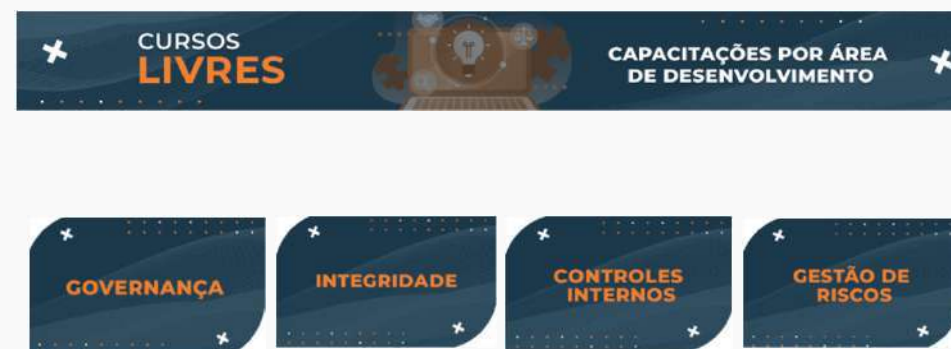 CURSOS
LIVRES
CAPACITAÇÕES POR ÁREA
DE DESENVOLVIMENTO
GOVERNANÇA
INTEGRIDADE
CONTROLES
INTERNOS
GESTÃO DE
RISCOS